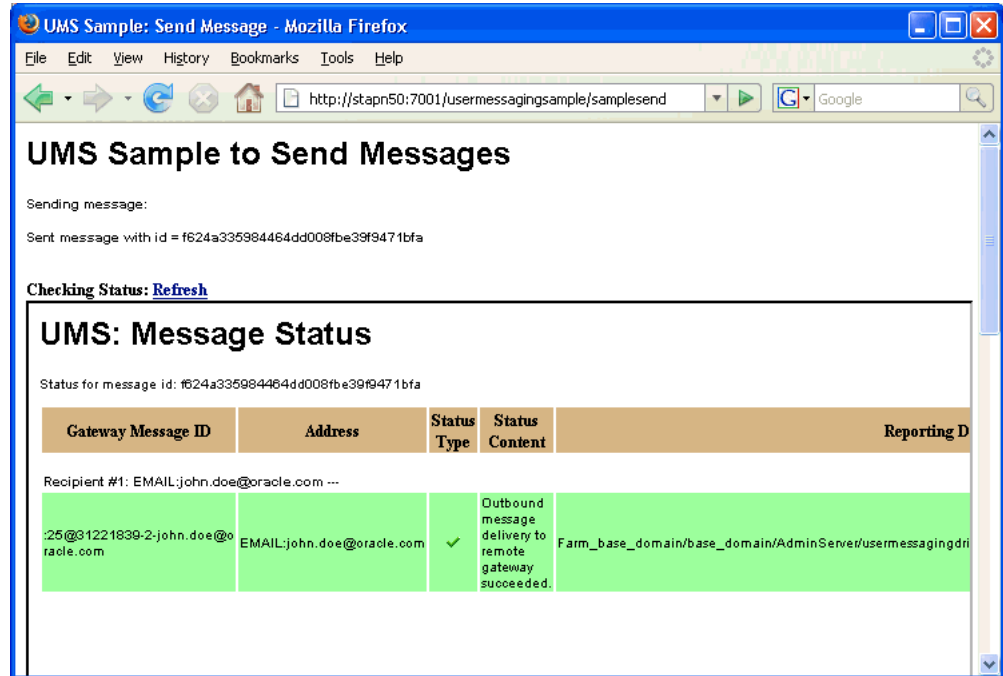 UMS Sample: Send Message - Mozilla Firefox
File Edit View History Bookmarks Tools Help
http://stapn50:7001/usermessagingsample/samplesend
G Google
UMS Sample to Send Messages
Sending message:
Sent message with id = f624a335984464dd008fbe39f9471bfa
Checking Status: Refresh
UMS: Message Status
Status for message id: f624a335984464dd008fbe39f9471bfa
Gateway Message ID Address Status Type Status Content Reporting D
Recipient #1: EMAIL:john.doe@oracle.com ---
:25@31221839-2-john.doe@o
racle.com
EMAIL:john.doe@oracle.com
Outbound
message
delivery to
remote
gateway
succeeded.
Farm_base_domain/base_domain/AdminServer/usermessagingdri